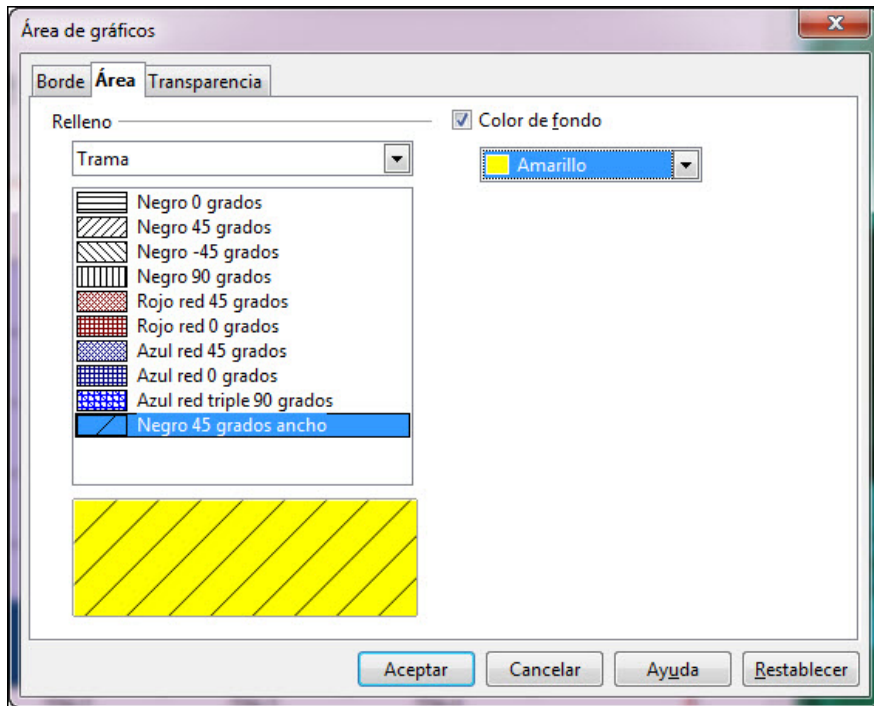 Área de gráficos
Borde Área Transparencia
Relleno
Trama
Negro 0 grados
Negro 45 grados
Negro -45 grados
Negro 90 grados
Rojo red 45 grados
Rojo red 0 grados
Azul red 45 grados
Azul red 0 grados
Azul red triple 90 grados
Negro 45 grados ancho
Color de fondo
Amarillo
Aceptar Cancelar Ayuda Restablecer